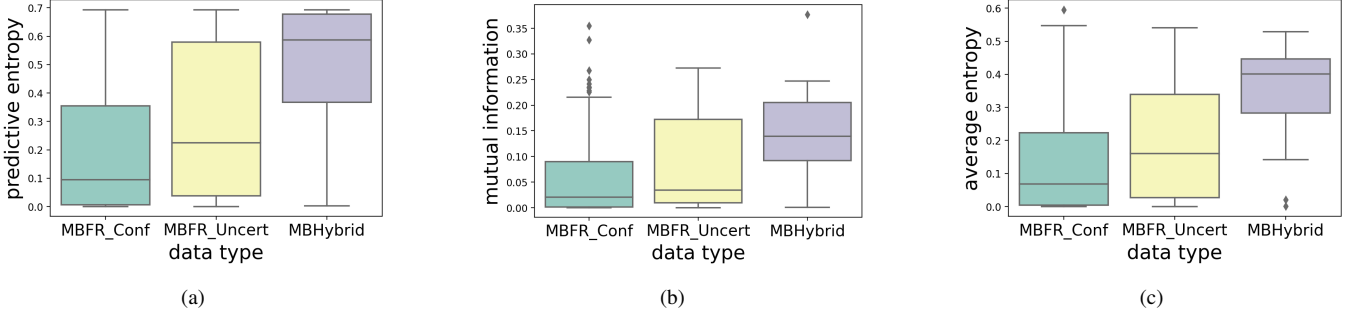 predictive entropy
0.7
0.6
0.5
0.4
0.3
0.2
0.1
0.0
MBFR_Conf MBFR_Uncert MBHybrid
data type
(a)
mutual information
0.35
0.30
0.25
0.20
0.15
0.10
0.05
0.00
MBFR_Conf MBFR_Uncert MBHybrid
data type
(b)
average entropy
0.6
0.5
0.4
0.3
0.2
0.1
0.0
MBFR_Conf MBFR_Uncert MBHybrid
data type
(c)